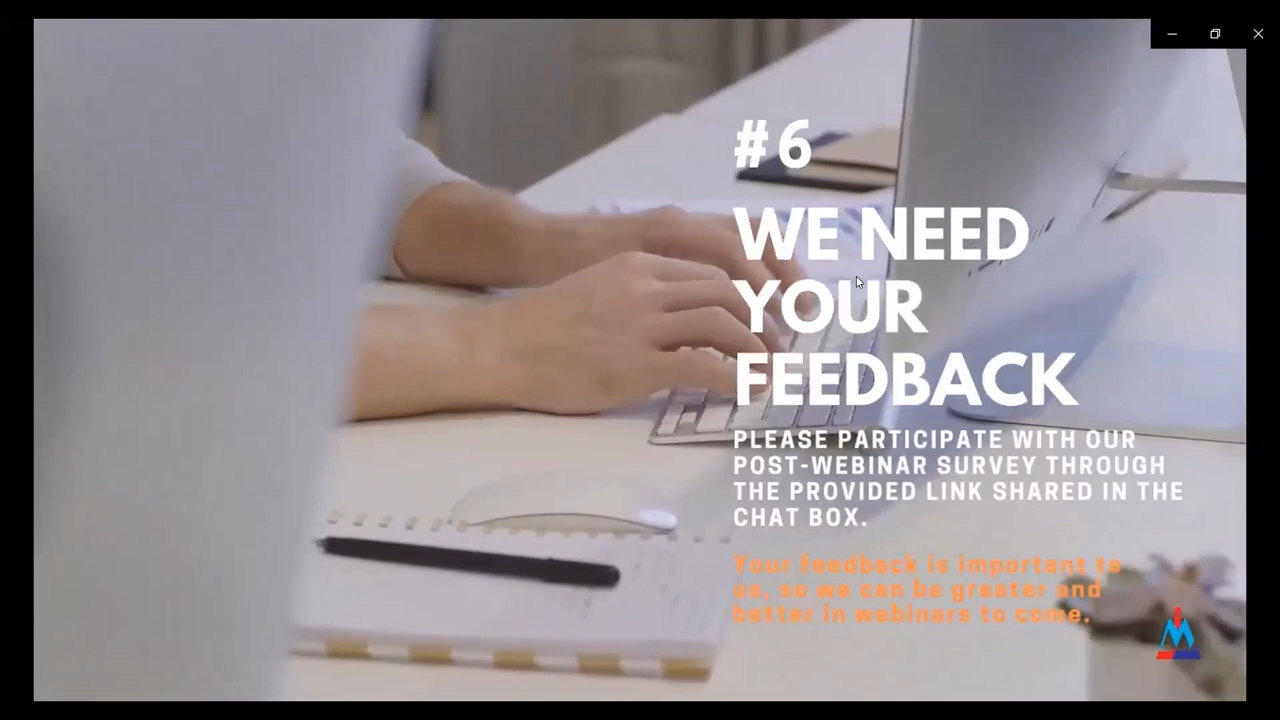 #6
WE NEED
YOUR
FEEDBACK
PLEASE PARTICIPATE WITH OUR
POST-WEBINAR SURVEY THROUGH
THE PROVIDED LINK SHARED IN THE
CHAT BOX.
Your feedback is important to
us, so we can be greater and
better in webinars to come.